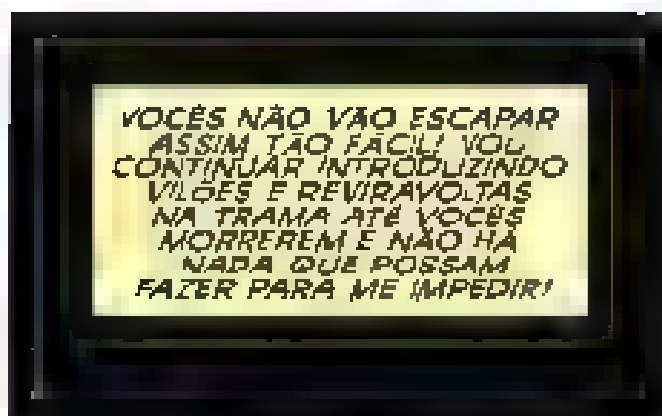 VOCÊS NÃO VÃO ESCAPAR
ASSIM TÃO FÁCIL! VOU
CONTINUAR INTRODUZINDO
VILÕES E REVIRAVOLTAS
NA TRAMA ATÉ VOCÊS
MORREREM E NÃO HÁ
NADA QUE POSSAM
FAZER PARA ME IMPEDIR!